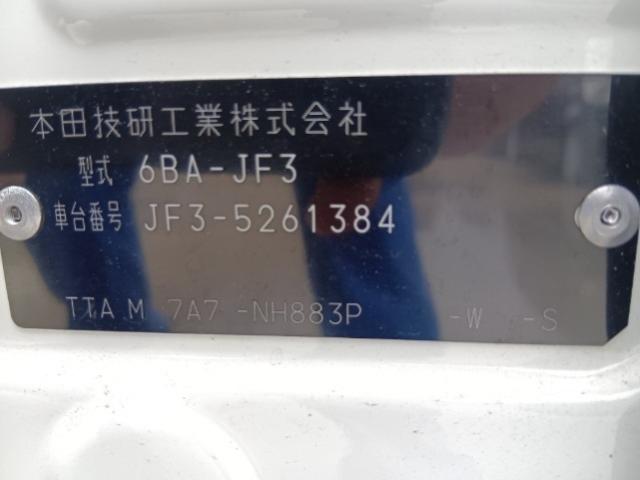 本田技研工業株式会社
型式 6BA-JF3
車台番号 JF3-5261384
TTA M 7A7 -NH883P -W -S